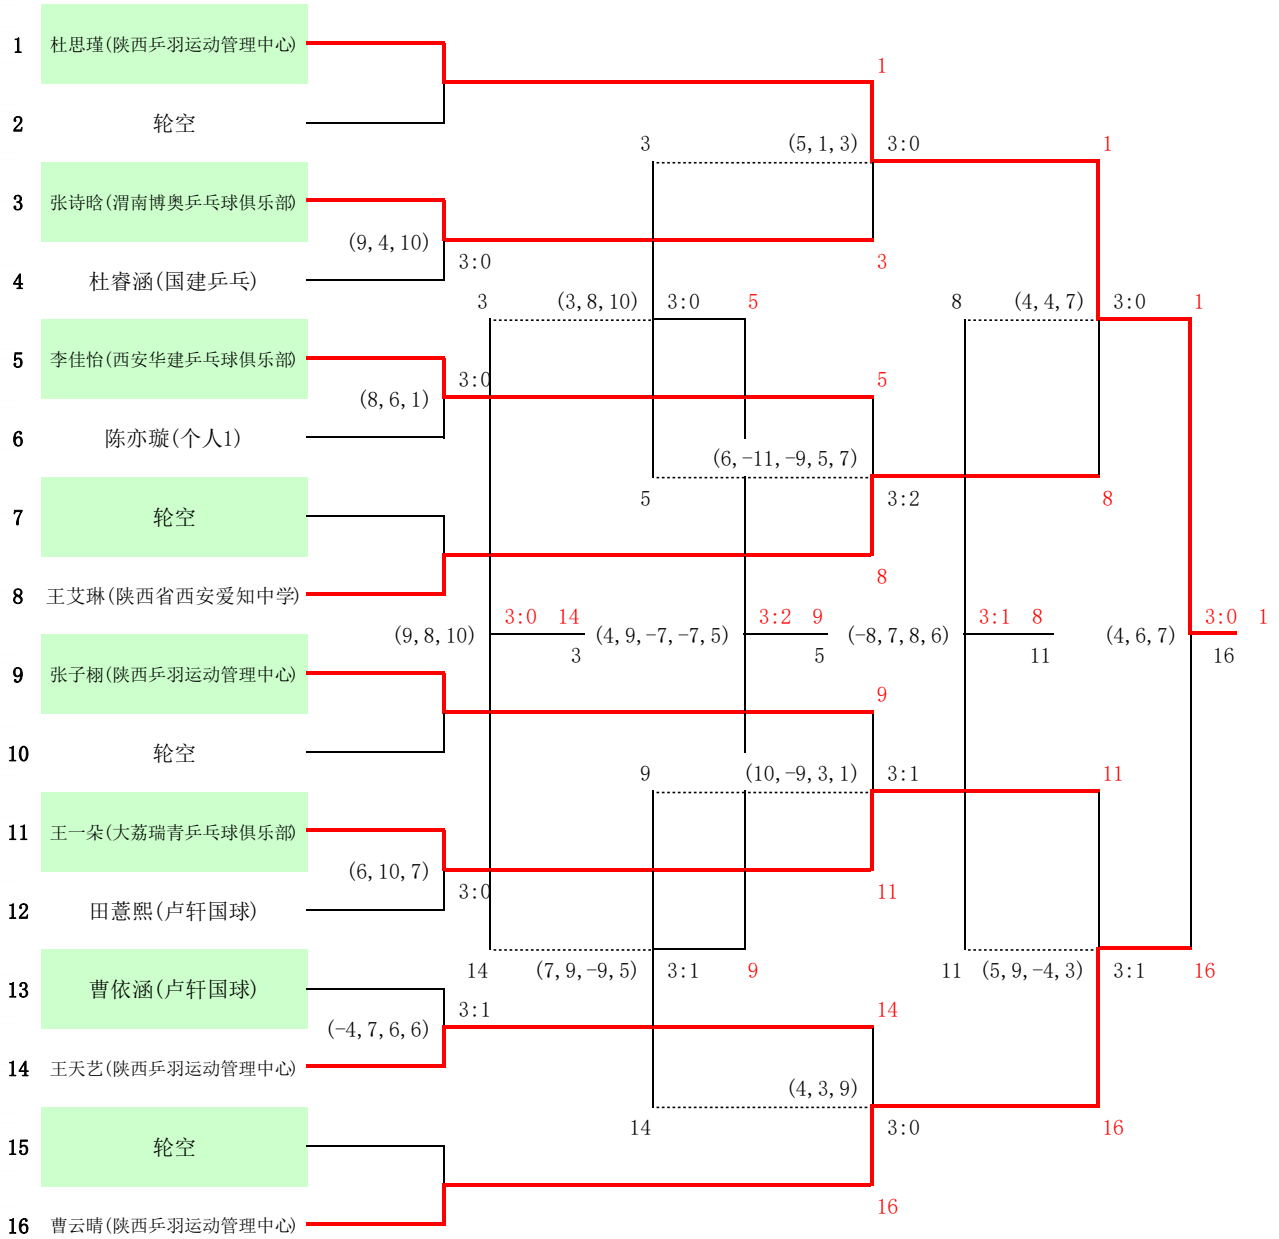 1 杜思瑾(陕西乒羽运动管理中心)
1
2 轮空
3 (5,1,3) 3:0 1
3 张诗晗(渭南博奥乒乓球俱乐部)
(9,4,10)
3:0 3
4 杜睿涵(国建乒乓)
3 (3,8,10) 3:0 5 8 (4,4,7) 3:0 1
5 李佳怡(西安华建乒乓球俱乐部)
3:0 5
(8,6,1)
6 陈亦璇(个人1)
(6,-11,-9,5,7)
5 3:2 8
7 轮空
8
8 王艾琳(陕西省西安爱知中学)
3:0 14 3:2 9 3:1 8 3:0 1
(9,8,10) (4,9,-7,-7,5) (-8,7,8,6) (4,6,7)
3 5 11 16
9 张子栩(陕西乒羽运动管理中心)
9
10 轮空
9 (10,-9,3,1) 3:1 11
11 王一朵(大荔瑞青乒乓球俱乐部)
(6,10,7)
3:0 11
12 田薏熙(卢轩国球)
14 (7,9,-9,5) 3:1 9 11 (5,9,-4,3) 3:1 16
13 曹依涵(卢轩国球)
3:1 14
(-4,7,6,6)
14 王天艺(陕西乒羽运动管理中心)
(4,3,9)
14 3:0 16
15 轮空
16
16 曹云晴(陕西乒羽运动管理中心)